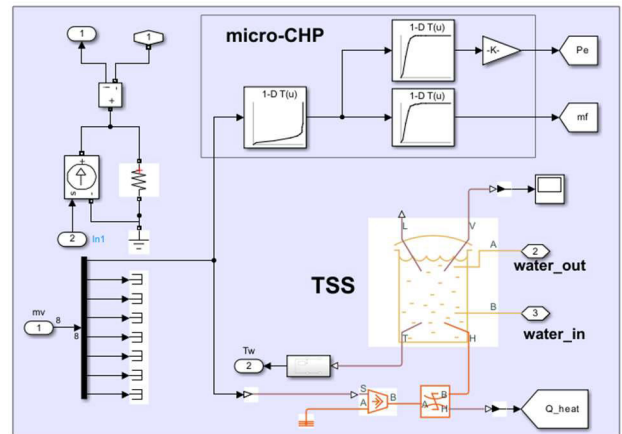 1
1
micro-CHP
1-D T(u)
-K-
Pe
1-D T(u)
1-D T(u)
mf
I
-
+
+
S
-
2
In1
L
V
A
2
water_out
TSS
B
3
water_in
mv
1
8
8
T
H
Tw
2
S
A
B
A
B
H
Q_heat